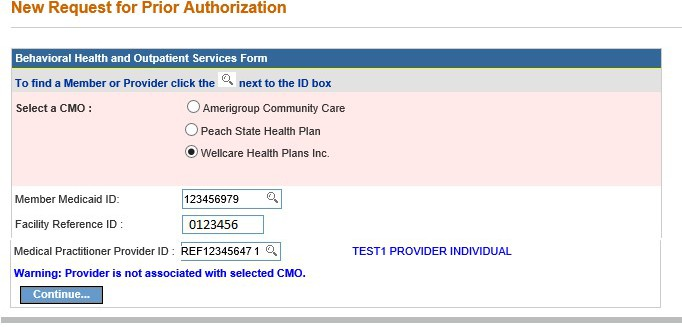 New Request for Prior Authorization
Behavioral Health and Outpatient Services Form
To find a Member or Provider click the next to the ID box
Select a CMO :
Amerigroup Community Care
Peach State Health Plan
Wellcare Health Plans Inc.
Member Medicaid ID: 123456979
Facility Reference ID : 0123456
Medical Practitioner Provider ID : REF12345647 1 TEST1 PROVIDER INDIVIDUAL
Warning: Provider is not associated with selected CMO.
Continue...